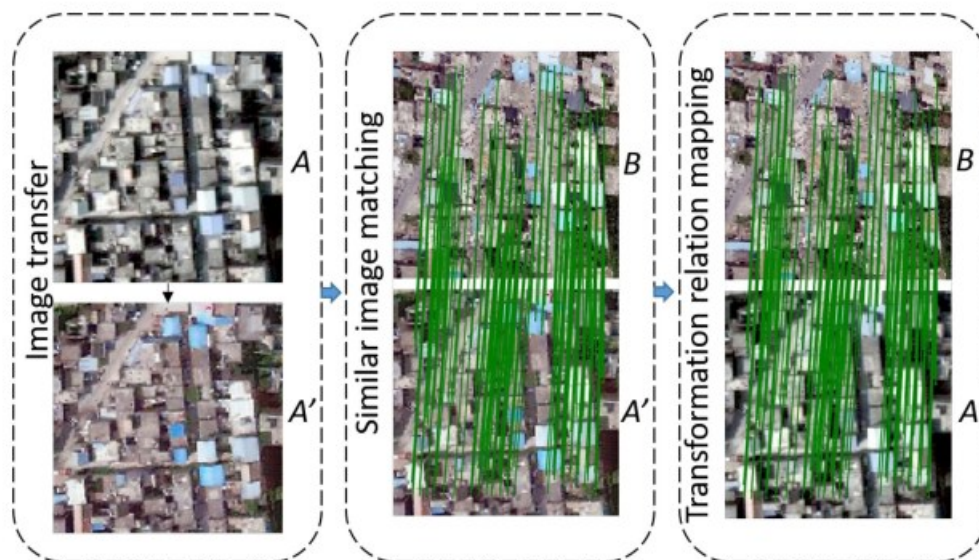 Image transfer
A
A'
Similar image matching
B
A'
Transformation relation mapping
B
A